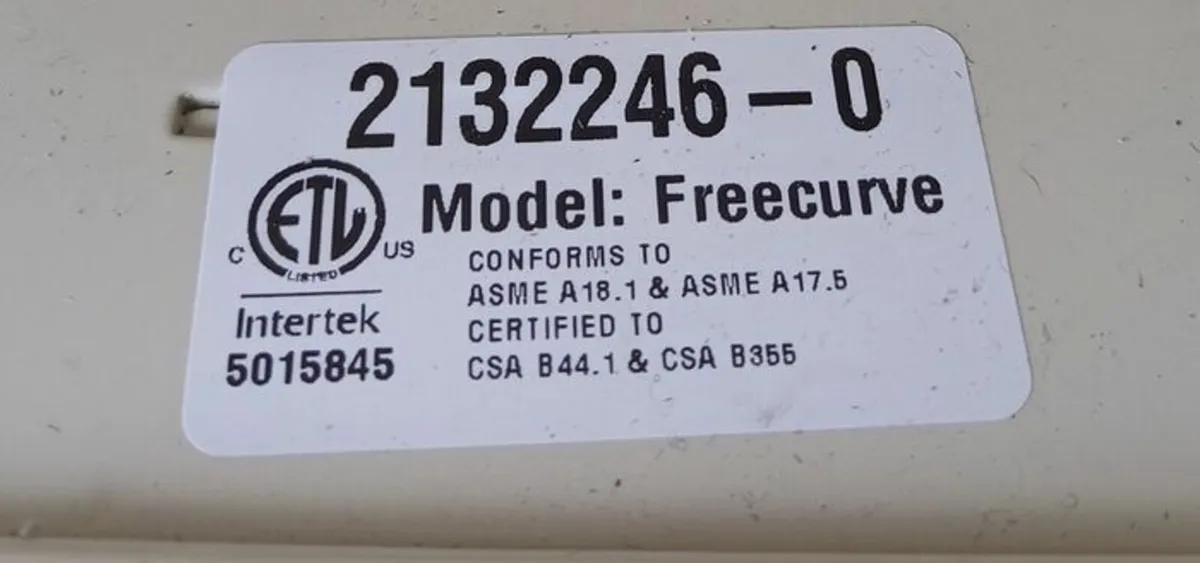 2132246-0
Model: Freecurve
C ETL US
LISTED
CONFORMS TO
ASME A18.1 & ASME A17.5
CERTIFIED TO
CSA B44.1 & CSA B355
Intertek
5015845